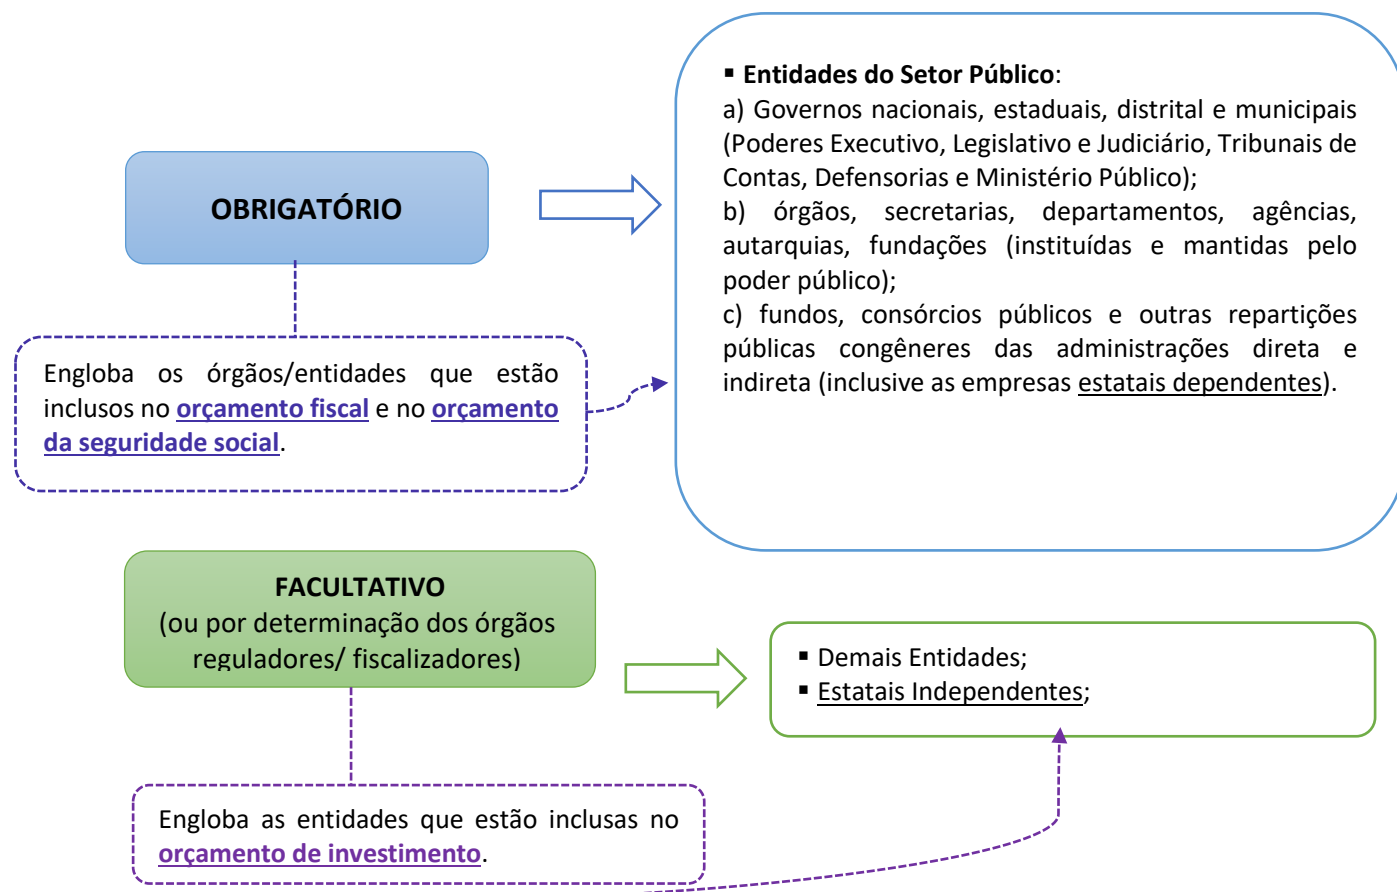 ▪ Entidades do Setor Público:
a) Governos nacionais, estaduais, distrital e municipais
(Poderes Executivo, Legislativo e Judiciário, Tribunais de
Contas, Defensorias e Ministério Público);
b) órgãos, secretarias, departamentos, agências,
autarquias, fundações (instituídas e mantidas pelo
poder público);
c) fundos, consórcios públicos e outras repartições
públicas congêneres das administrações direta e
indireta (inclusive as empresas estatais dependentes).
OBRIGATÓRIO
Engloba os órgãos/entidades que estão
inclusos no orçamento fiscal e no orçamento
da seguridade social.
FACULTATIVO
(ou por determinação dos órgãos
reguladores/ fiscalizadores)
▪ Demais Entidades;
▪ Estatais Independentes;
Engloba as entidades que estão inclusas no
orçamento de investimento.